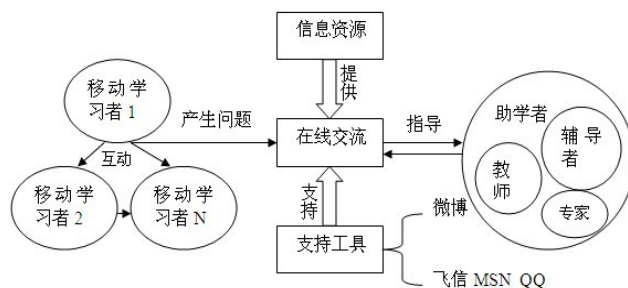 信息资源
提供
移动学
习者 1
产生问题
在线交流
指导
助学者
辅导
者
教
师
专家
互动
移动学
习者 2
移动学
习者 N
支持
支持工具
微博
飞信 MSN QQ